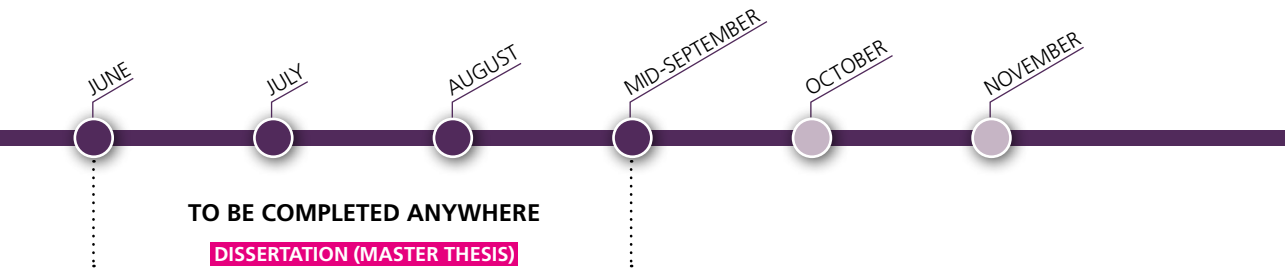 JUNE
JULY
AUGUST
MID-SEPTEMBER
OCTOBER
NOVEMBER
TO BE COMPLETED ANYWHERE
DISSERTATION (MASTER THESIS)